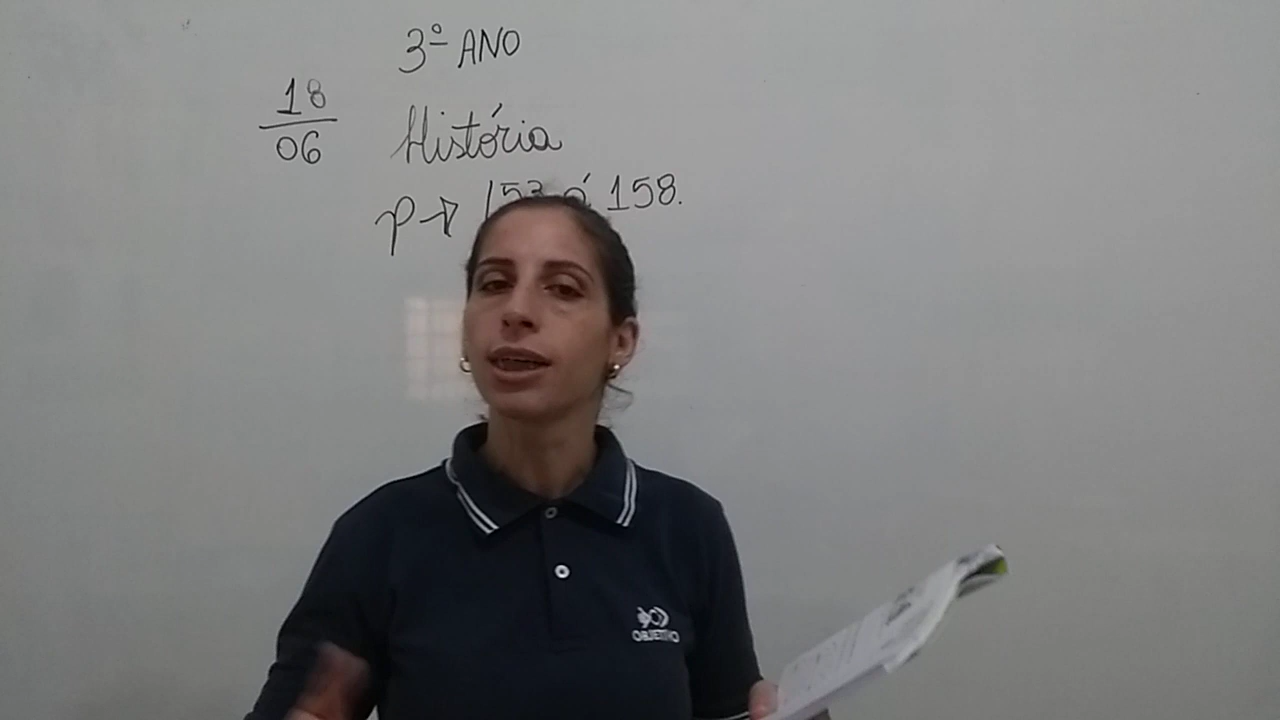 3º ANO
18
06
História
p → 153 à 158.
OBJETIVO